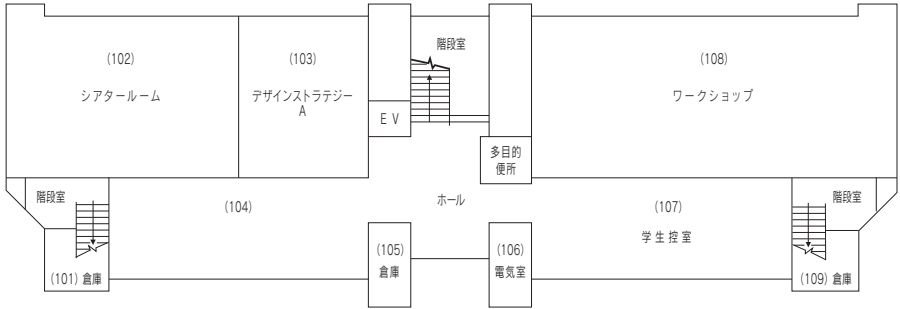 (102)
シアタールーム
(103)
デザインストラテジー
A
階段室
EV
(108)
ワークショップ
多目的
便所
階段室
(104)
ホール
(107)
学生控室
階段室
(101) 倉庫
(105)
倉庫
(106)
電気室
(109) 倉庫